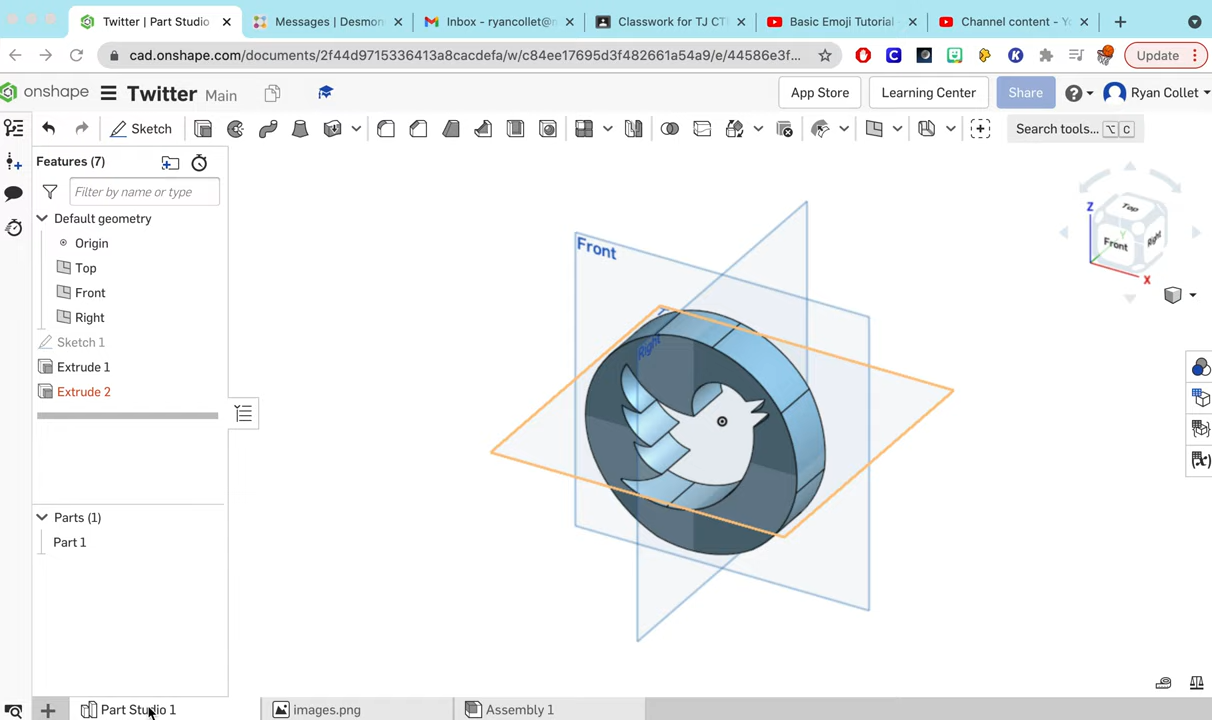 Twitter | Part Studio
Messages | Desmon
Inbox - ryancollet@n
Classwork for TJ CTI
Basic Emoji Tutorial -
Channel content - Yo
cad.onshape.com/documents/2f44d9715336413a8cacdefa/w/c84ee17695d3f482661a54a9/e/44586e3f...
Update
onshape
Twitter Main
App Store
Learning Center
Share
Ryan Collet
Sketch
Search tools... ⌥ C
Features (7)
Filter by name or type
Default geometry
Origin
Top
Front
Right
Sketch 1
Extrude 1
Extrude 2
Parts (1)
Part 1
Front
Right
Top
Front
Right
Z
Y
X
(x)
Part Studio 1
images.png
Assembly 1